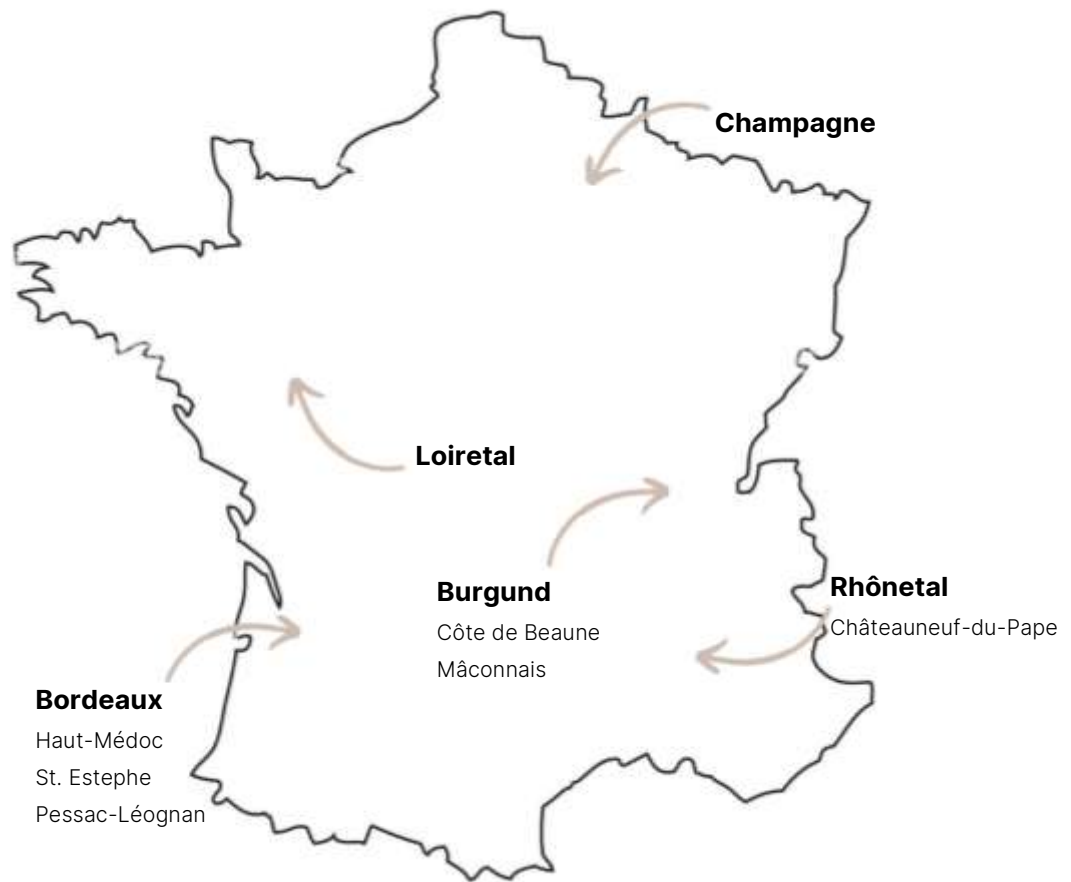 Champagne
Loiretal
Burgund
Côte de Beaune
Mâconnais
Rhônetal
Châteauneuf-du-Pape
Bordeaux
Haut-Médoc
St. Estephe
Pessac-Léognan